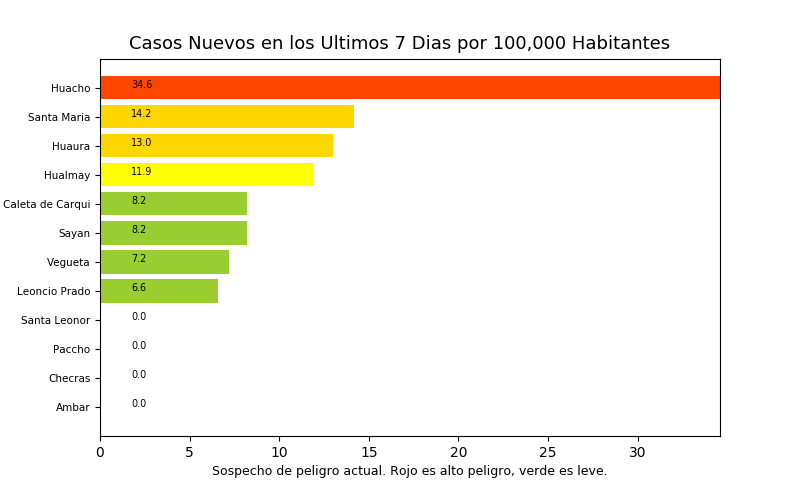 Casos Nuevos en los Ultimos 7 Dias por 100,000 Habitantes
Huacho 34.6
Santa Maria 14.2
Huaura 13.0
Hualmay 11.9
Caleta de Carqui 8.2
Sayan 8.2
Vegueta 7.2
Leoncio Prado 6.6
Santa Leonor 0.0
Paccho 0.0
Checras 0.0
Ambar 0.0
0 5 10 15 20 25 30
Sospecho de peligro actual. Rojo es alto peligro, verde es leve.